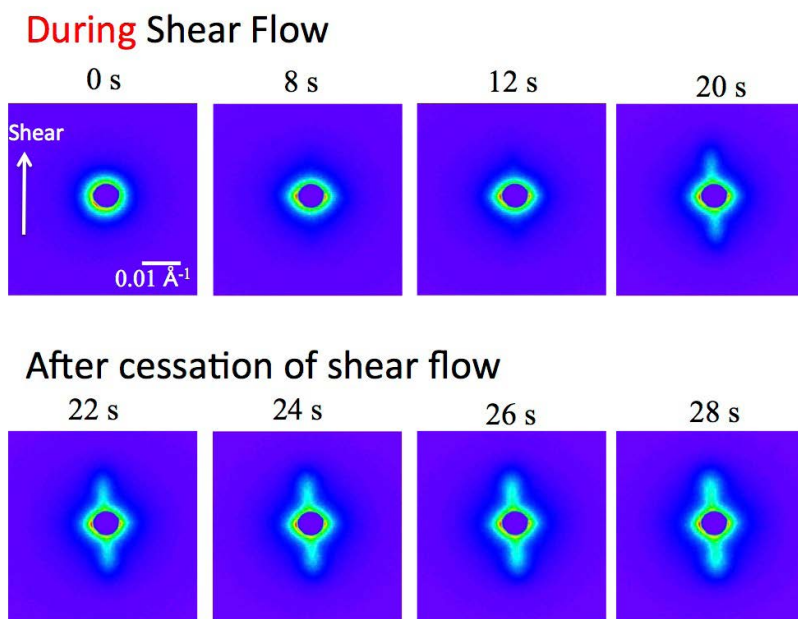 During Shear Flow
0 s
8 s
12 s
20 s
Shear
0.01 Å⁻¹
After cessation of shear flow
22 s
24 s
26 s
28 s